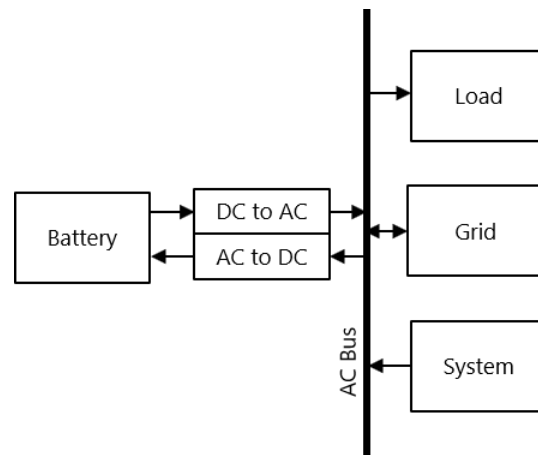 Load
DC to AC
Battery
Grid
AC to DC
AC Bus
System